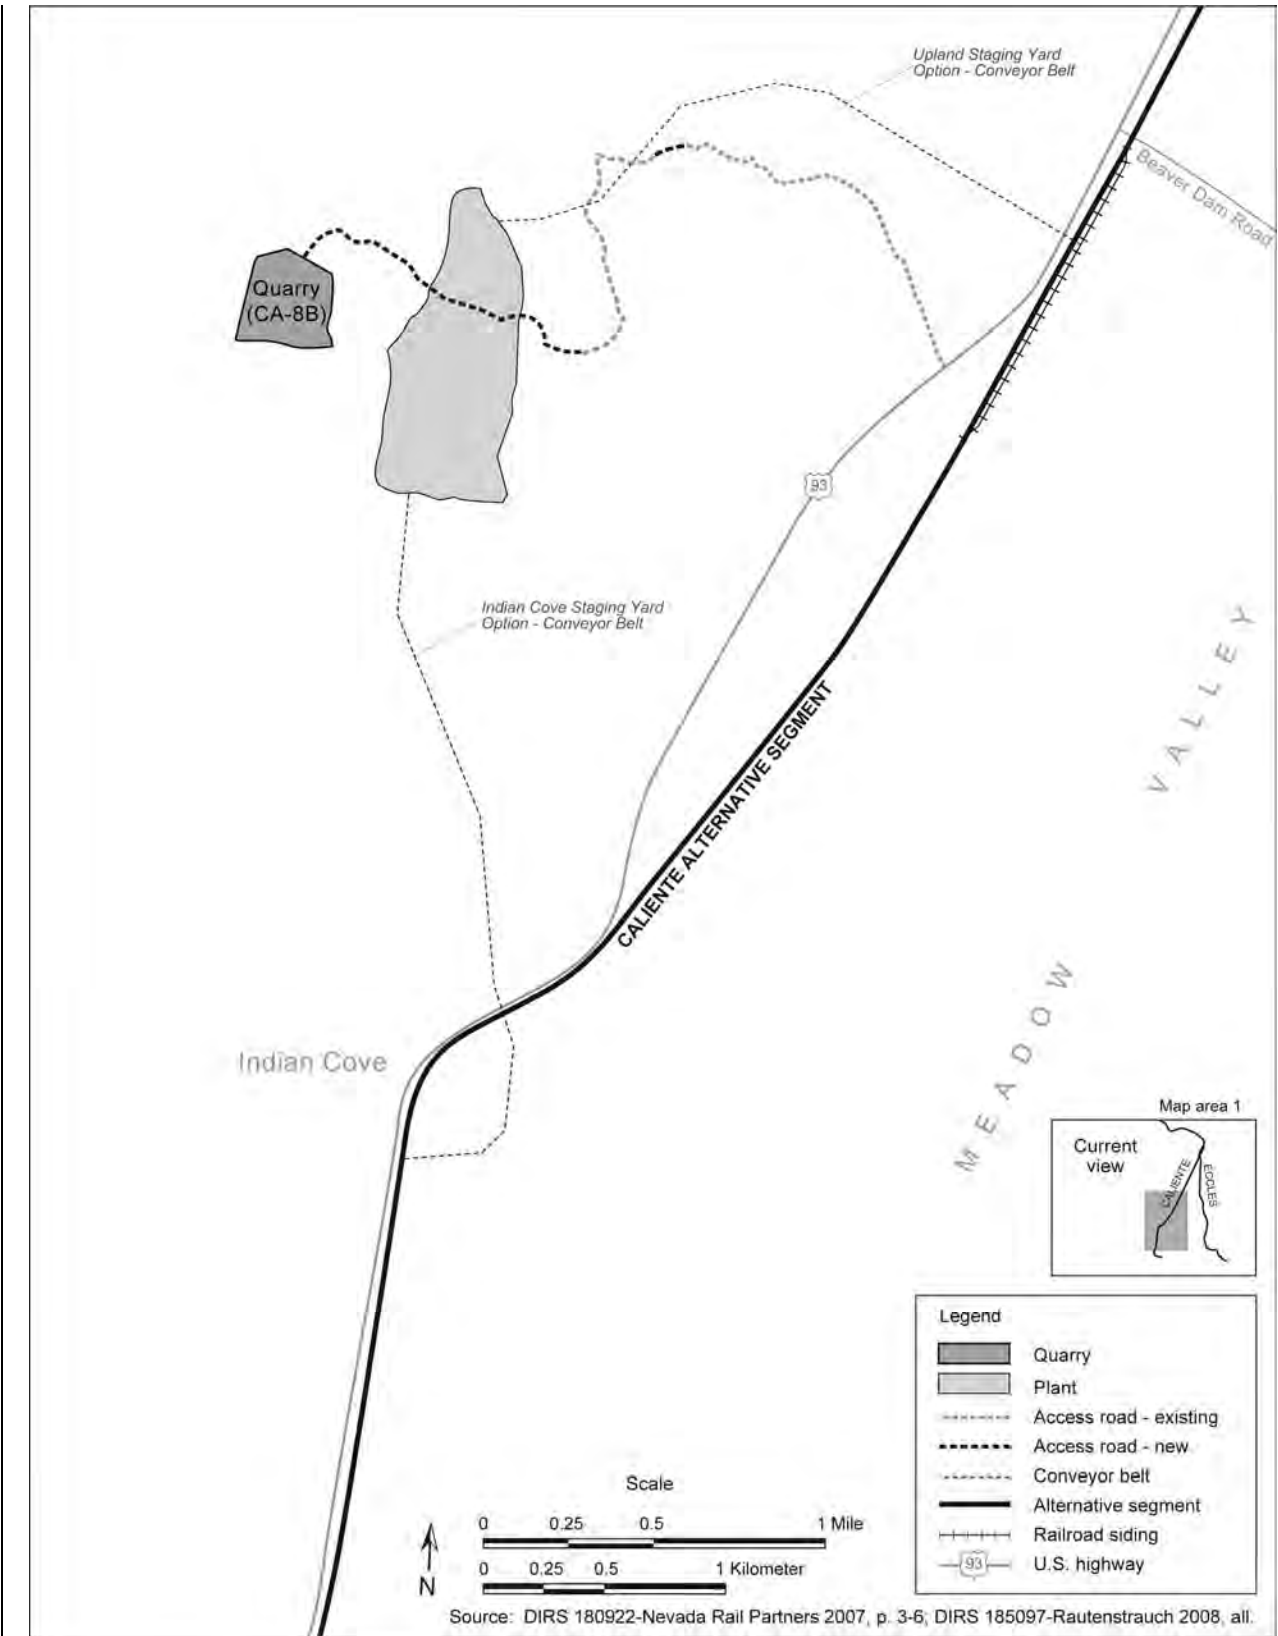 Upland Staging Yard
Option - Conveyor Belt
Beaver Dam Road
Quarry
(CA-8B)
93
Indian Cove Staging Yard
Option - Conveyor Belt
CALIENTE ALTERNATIVE SEGMENT
MEADOW VALLEY
Indian Cove
Map area 1
Current
view
CALIENTE
ECCLES
Legend
Quarry
Plant
Access road - existing
Access road - new
Conveyor belt
Alternative segment
Railroad siding
93 U.S. highway
Scale
0 0.25 0.5 1 Mile
0 0.25 0.5 1 Kilometer
N
Source: DIRS 180922-Nevada Rail Partners 2007, p. 3-6; DIRS 185097-Rautenstrauch 2008, all.